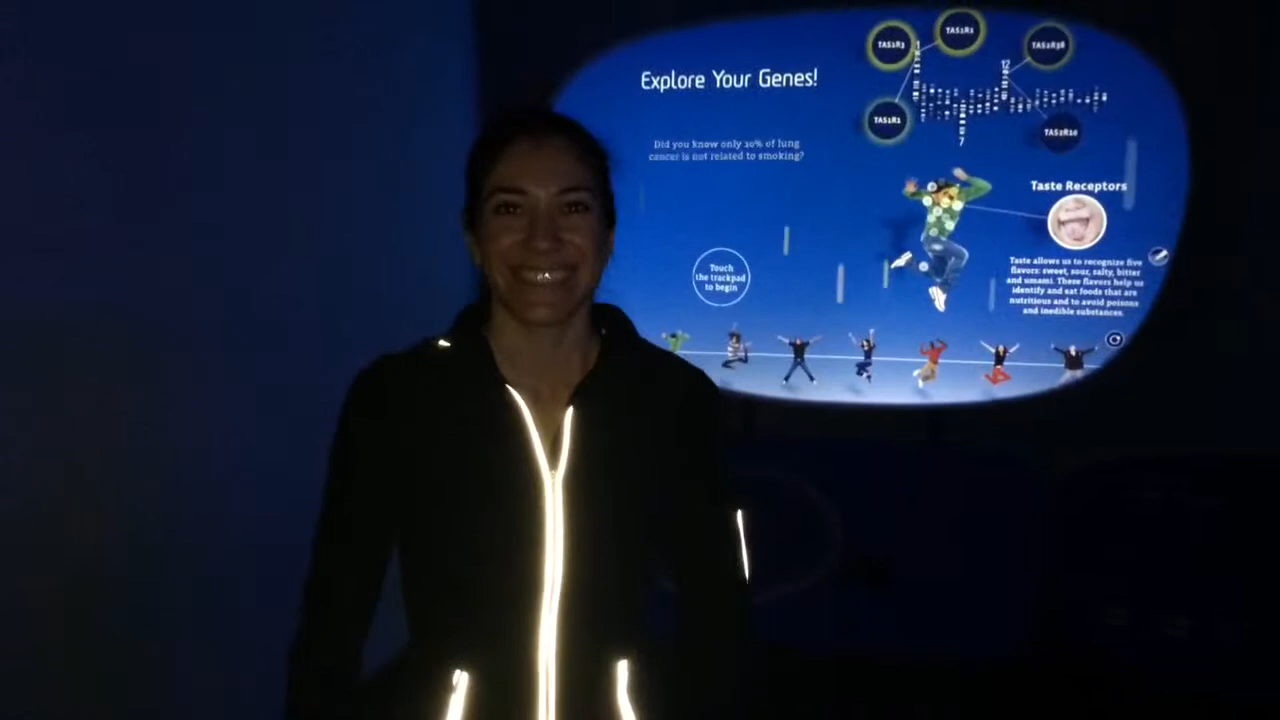 Explore Your Genes!
Did you know only 10% of lung
cancer is not related to smoking?
Touch
the trackpad
to begin
TAS1R3
1
TAS1R2
12
TAS2R38
TAS1R1
7
Taste Receptors
Taste allows us to recognize five
flavors: sweet, sour, salty, bitter
and umami. These flavors help us
identify and eat foods that are
nutritious and to avoid poisons
and inedible substances.